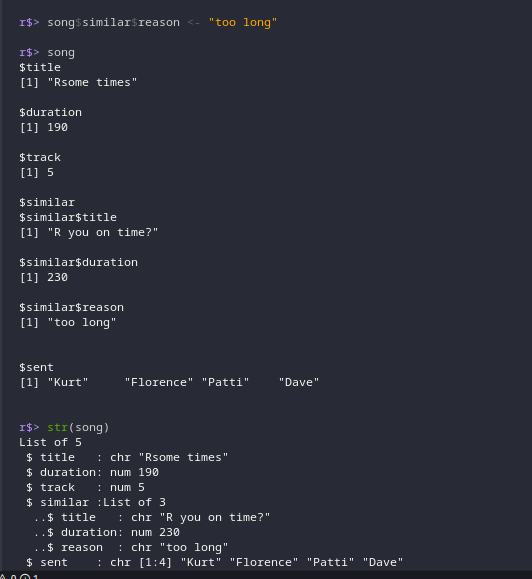 r$> song$similar$reason <- "too long"
r$> song
$title
[1] "Rsome times"
$duration
[1] 190
$track
[1] 5
$similar
$similar$title
[1] "R you on time?"
$similar$duration
[1] 230
$similar$reason
[1] "too long"
$sent
[1] "Kurt"     "Florence" "Patti"    "Dave"
r$> str(song)
List of 5
 $ title   : chr "Rsome times"
 $ duration: num 190
 $ track   : num 5
 $ similar :List of 3
  ..$ title   : chr "R you on time?"
  ..$ duration: num 230
  ..$ reason  : chr "too long"
 $ sent    : chr [1:4] "Kurt" "Florence" "Patti" "Dave"